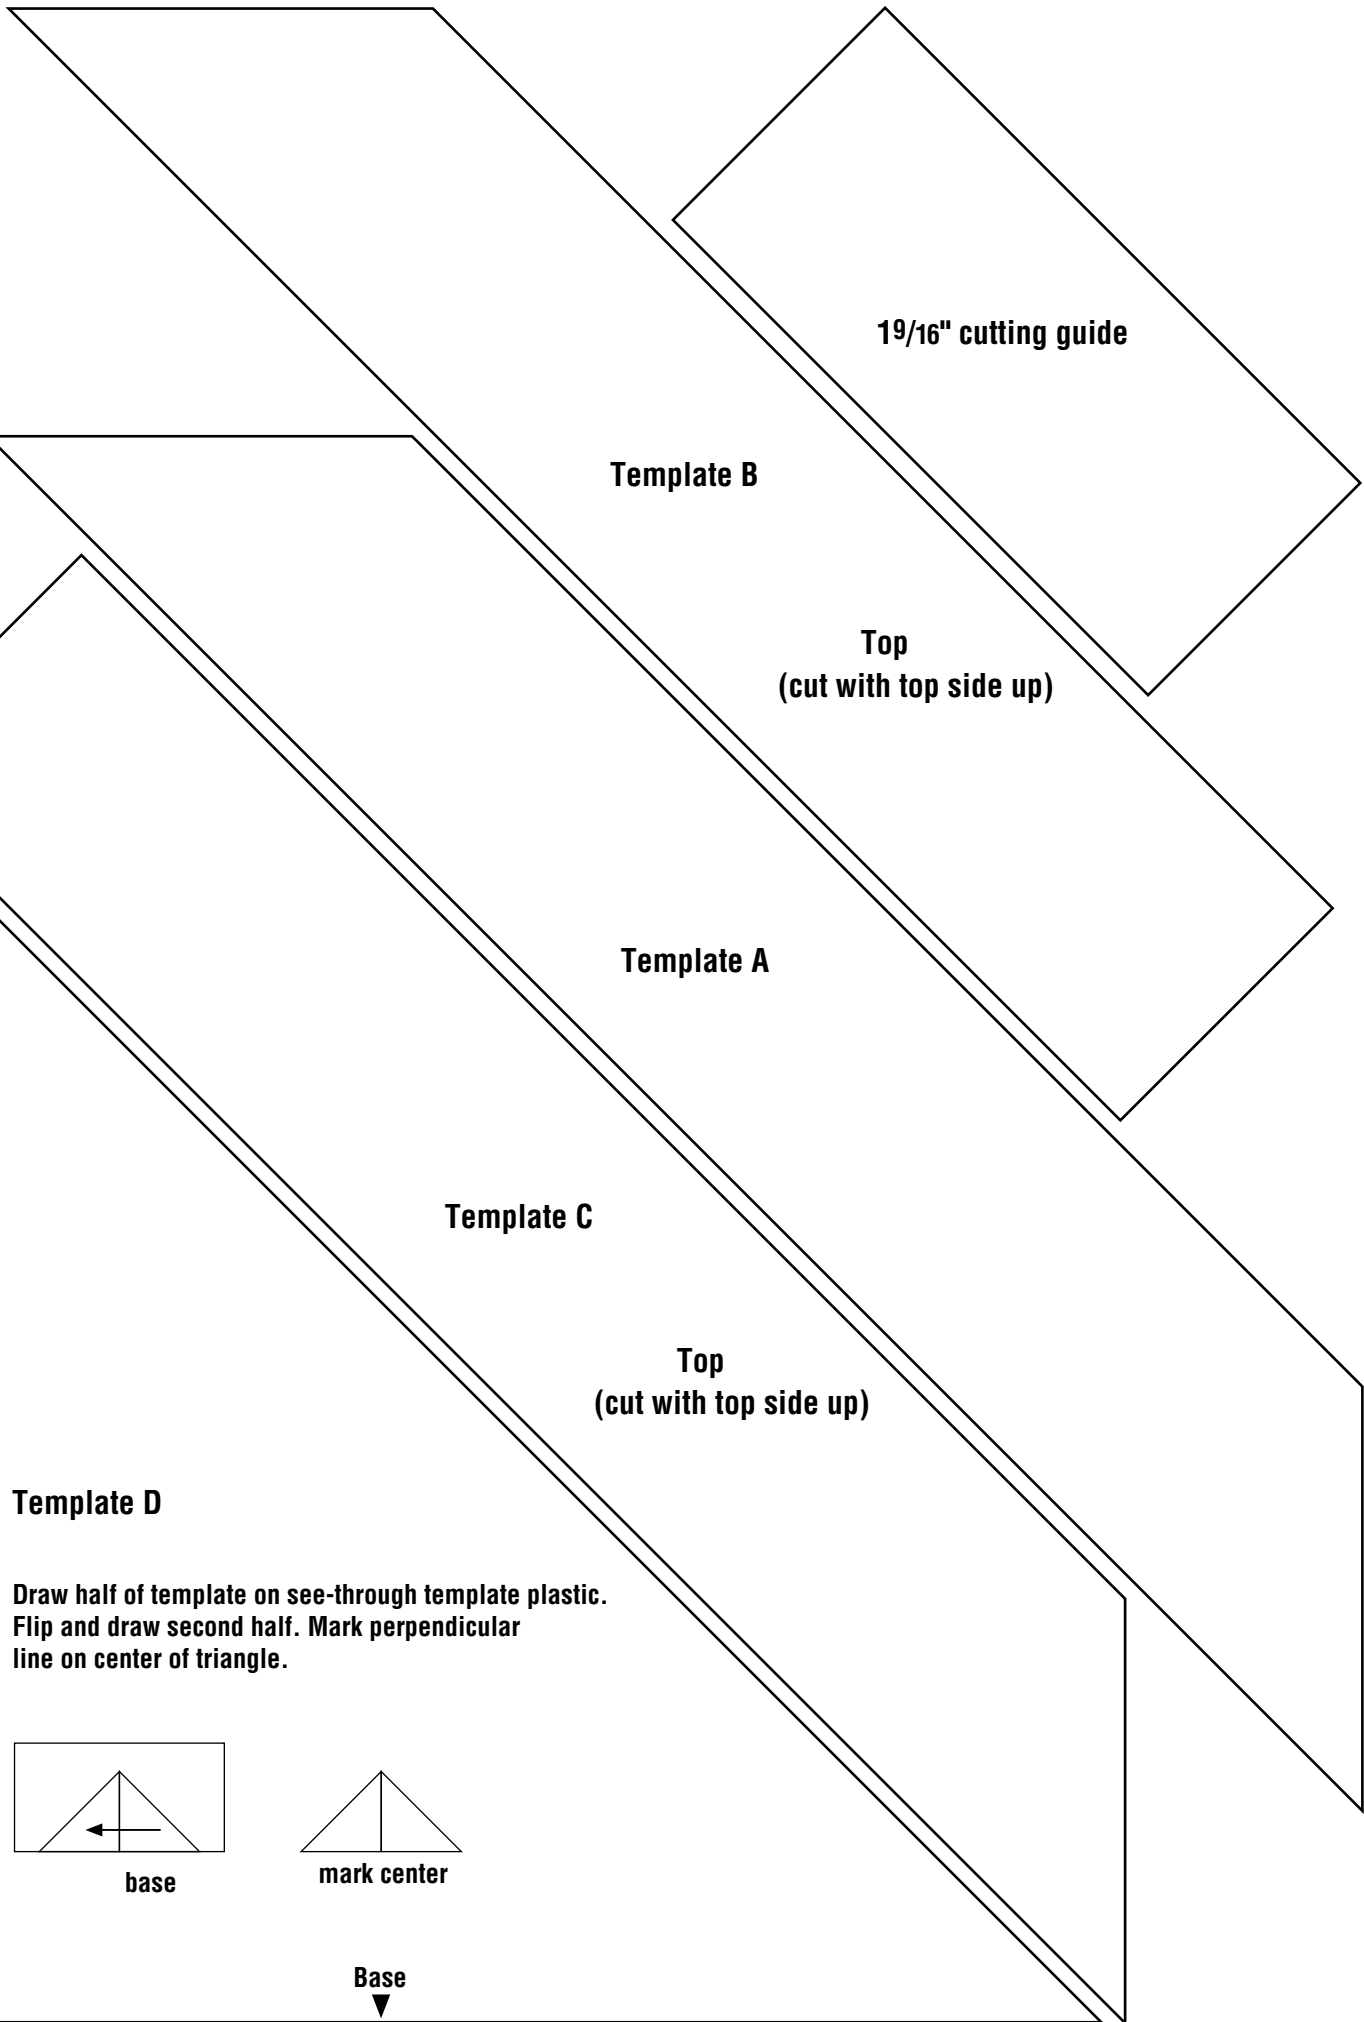 19/16" cutting guide
Template B
Top
(cut with top side up)
Template A
Template C
Top
(cut with top side up)
Template D
Draw half of template on see-through template plastic.
Flip and draw second half. Mark perpendicular
line on center of triangle.
base
mark center
Base